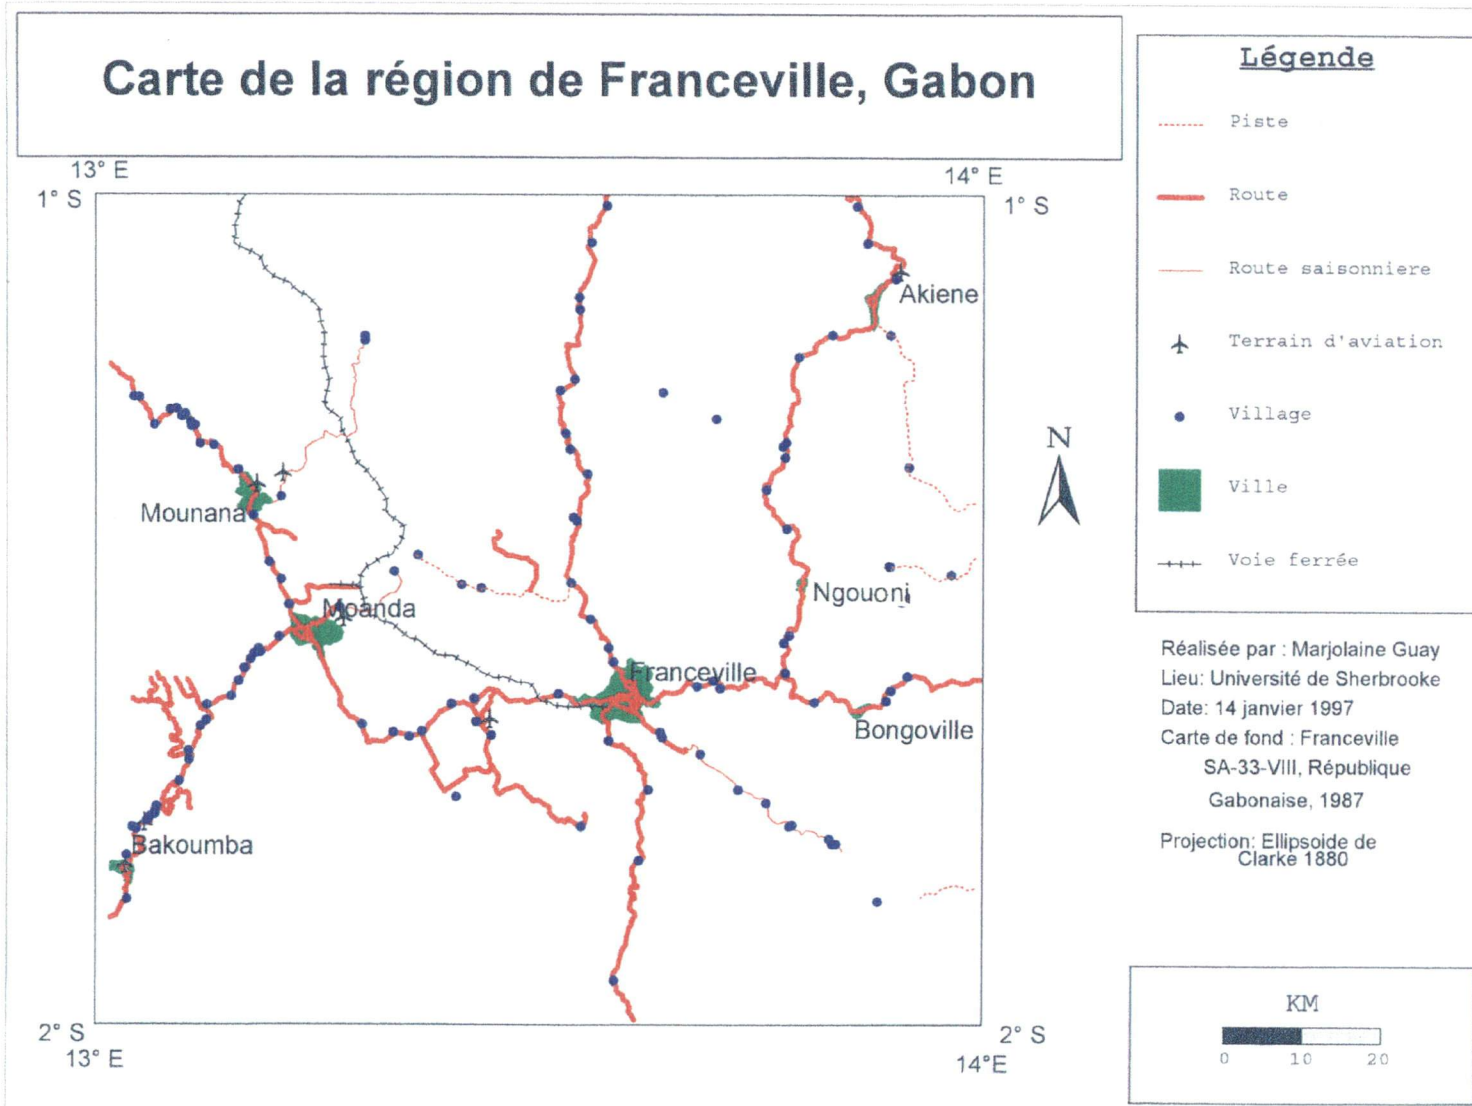 Carte de la région de Franceville, Gabon
13° E
14° E
1° S
1° S
Akiene
Mounana
Moanda
Ngouoni
Franceville
Bongoville
Bakoumba
N
2° S
2° S
13° E
14°E
Légende
Piste
Route
Route saisonniere
Terrain d'aviation
Village
Ville
Voie ferrée
Réalisée par : Marjolaine Guay
Lieu: Université de Sherbrooke
Date: 14 janvier 1997
Carte de fond : Franceville
SA-33-VIII, République
Gabonaise, 1987
Projection: Ellipsoide de
Clarke 1880
KM
0 10 20